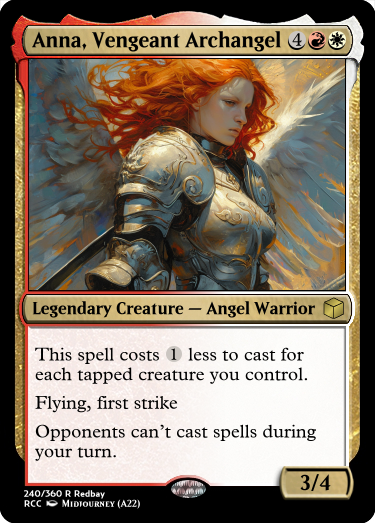 Anna, Vengeant Archangel 4
Legendary Creature — Angel Warrior
This spell costs 1 less to cast for
each tapped creature you control.
Flying, first strike
Opponents can't cast spells during
your turn.
3/4
240/360 R Redbay
RCC Midjourney (A22)